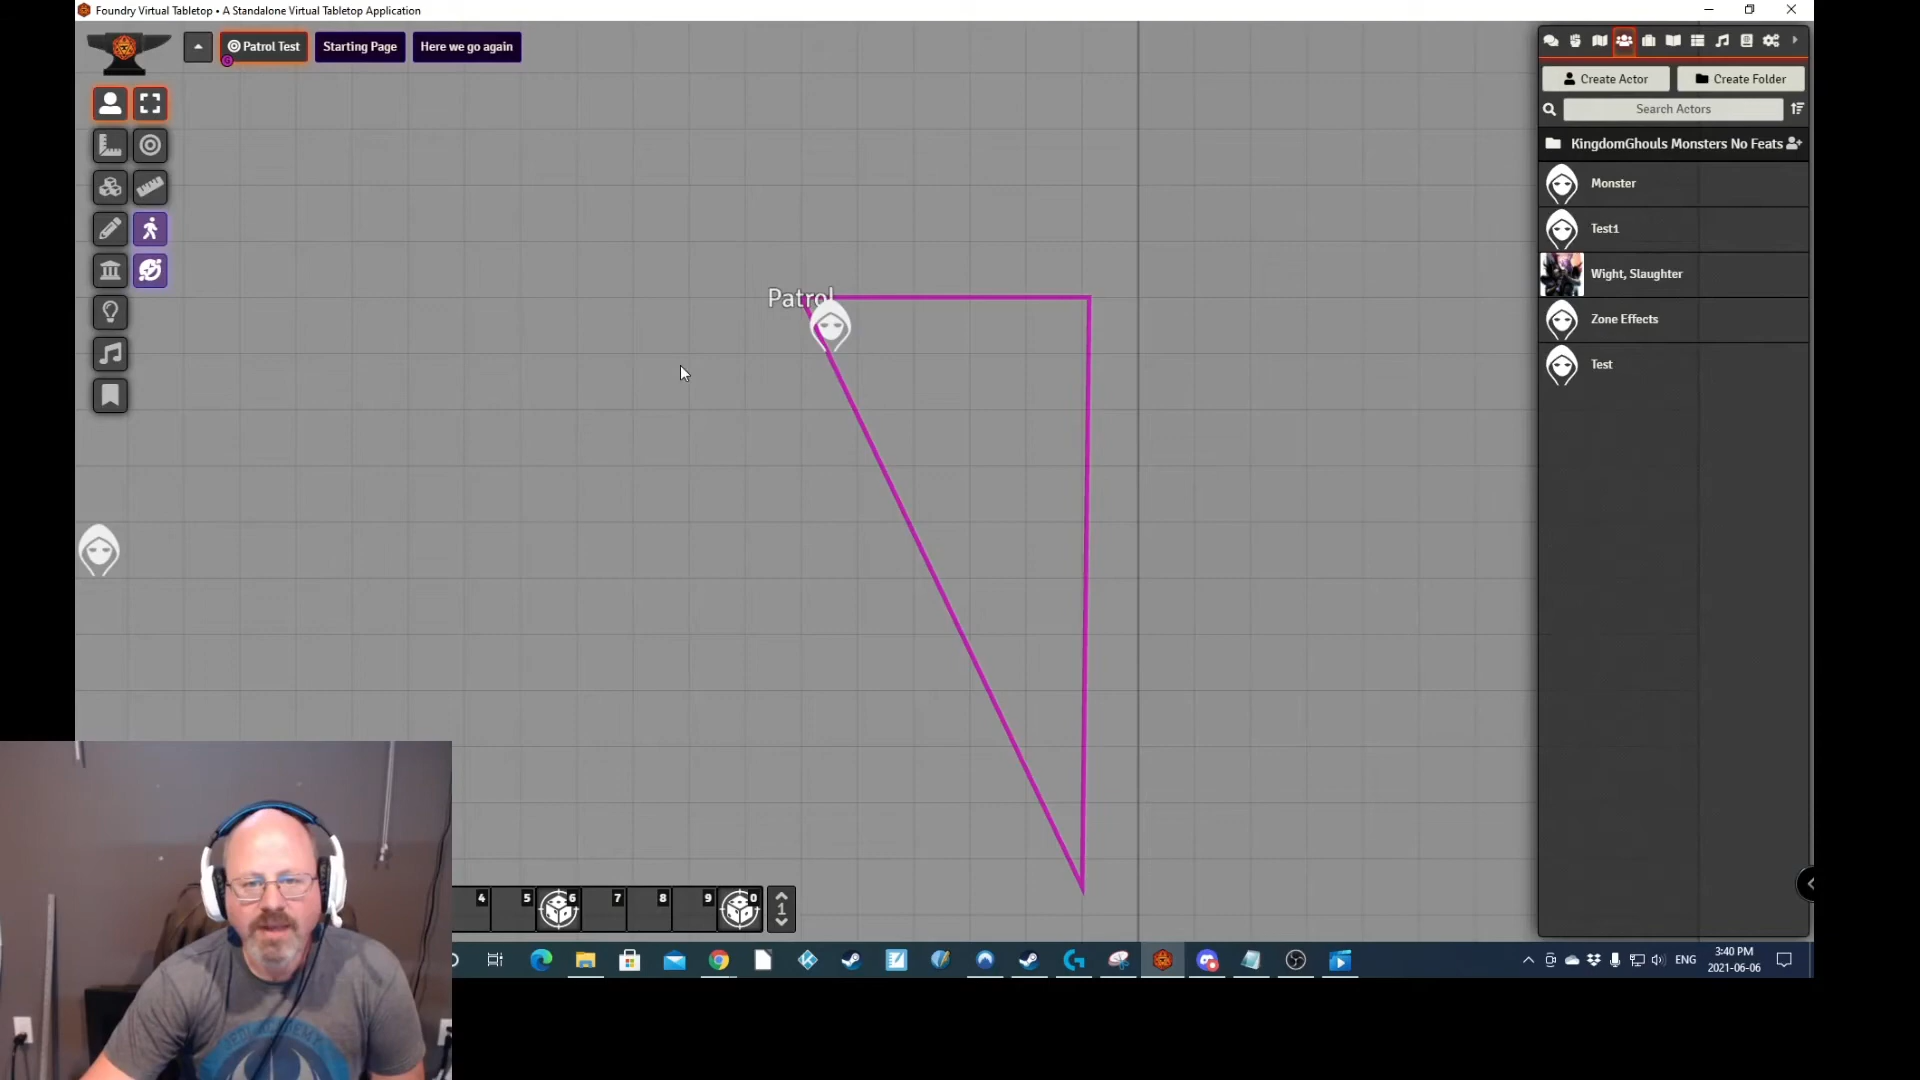 Foundry Virtual Tabletop • A Standalone Virtual Tabletop Application
Patrol Test
Starting Page
Here we go again
G
Create Actor
Create Folder
Search Actors
KingdomGhouls Monsters No Feats
Monster
Test1
Wight, Slaughter
Zone Effects
Test
Patrol
4
5
6
7
8
9
0
1
ENG
3:40 PM
2021-06-06